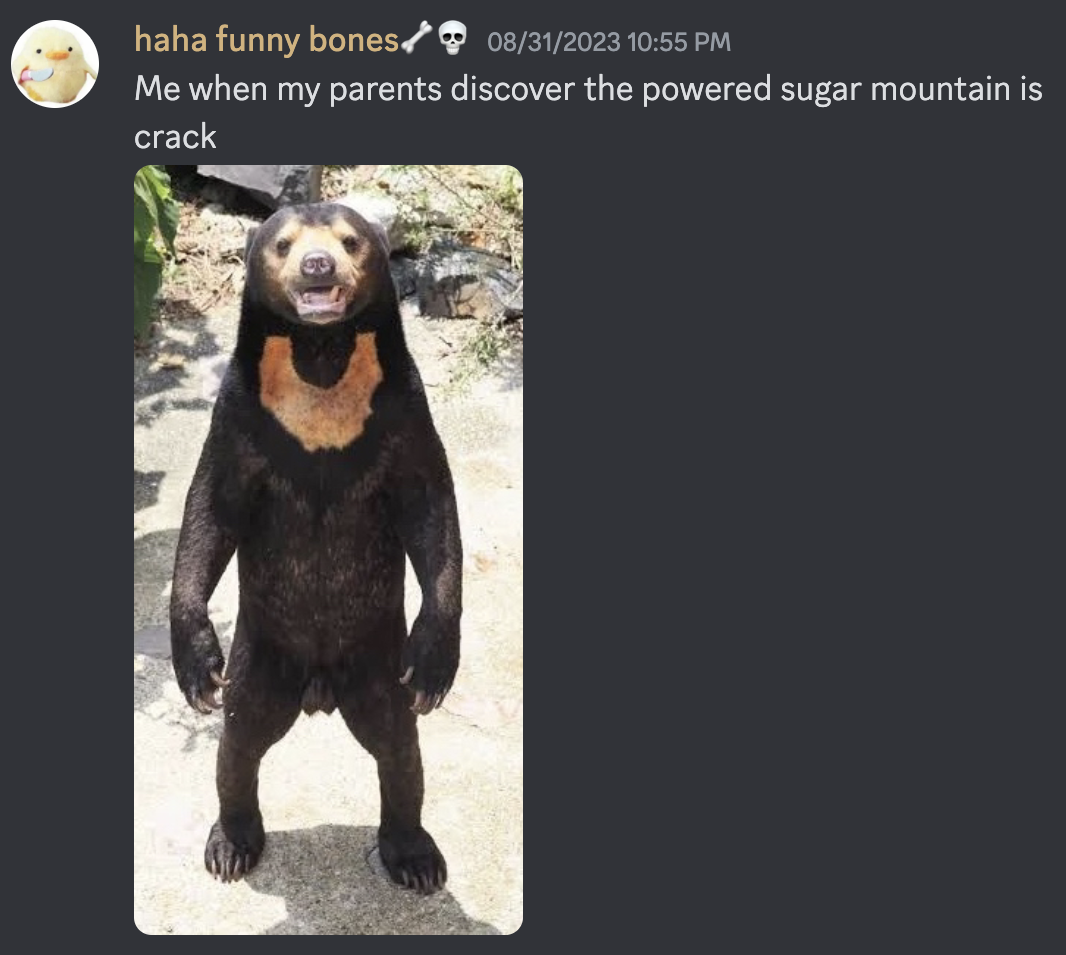 haha funny bones🦴💀 08/31/2023 10:55 PM
Me when my parents discover the powered sugar mountain is
crack